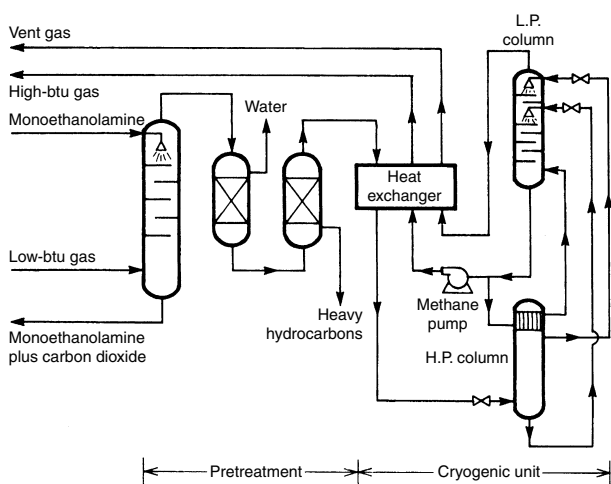 Vent gas
L.P.
column
High-btu gas
Water
Monoethanolamine
Heat
exchanger
Low-btu gas
Methane
pump
Heavy
hydrocarbons
Monoethanolamine
plus carbon dioxide
H.P. column
Pretreatment
Cryogenic unit